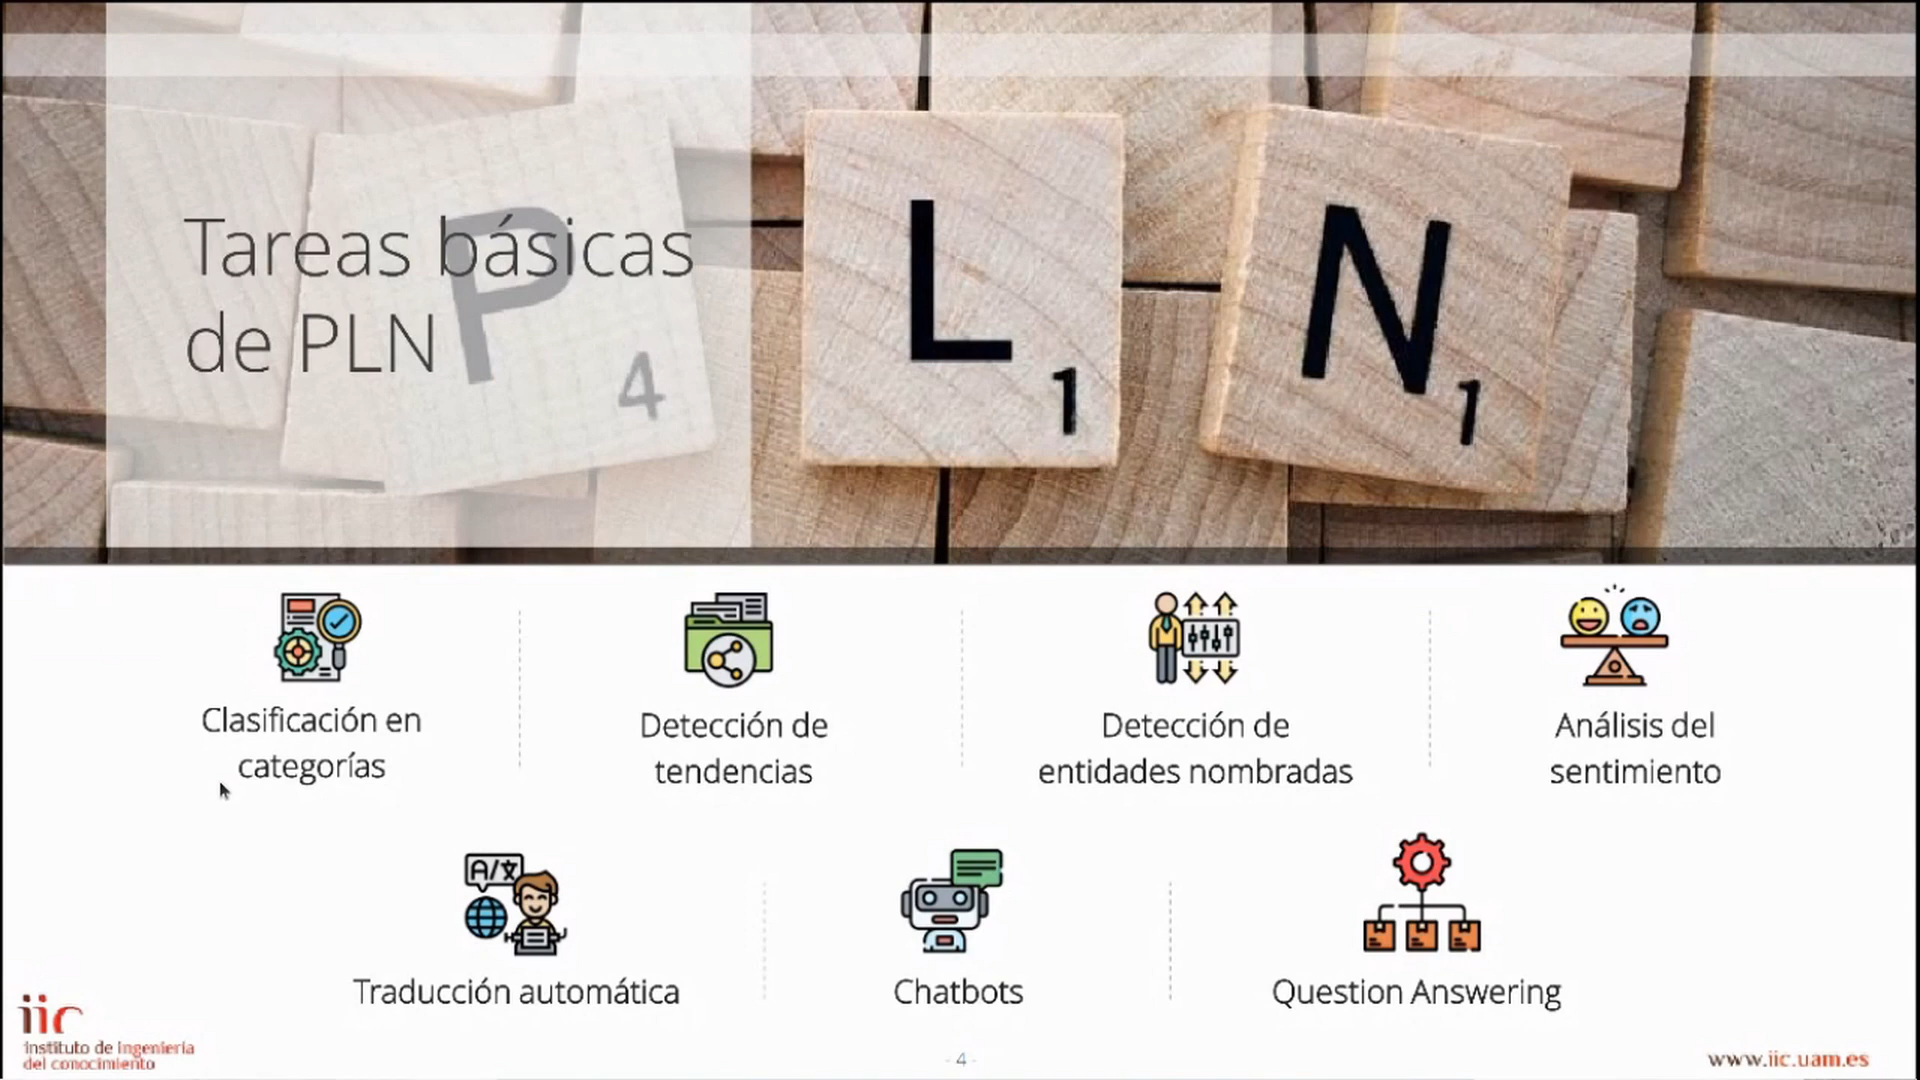 Tareas básicas
de PLN
P
4
L
1
N
1
Clasificación en
categorías
Detección de
tendencias
Detección de
entidades nombradas
Análisis del
sentimiento
A/文
Traducción automática
Chatbots
Question Answering
iic
instituto de ingeniería
del conocimiento
- 4 -
www.iic.uam.es